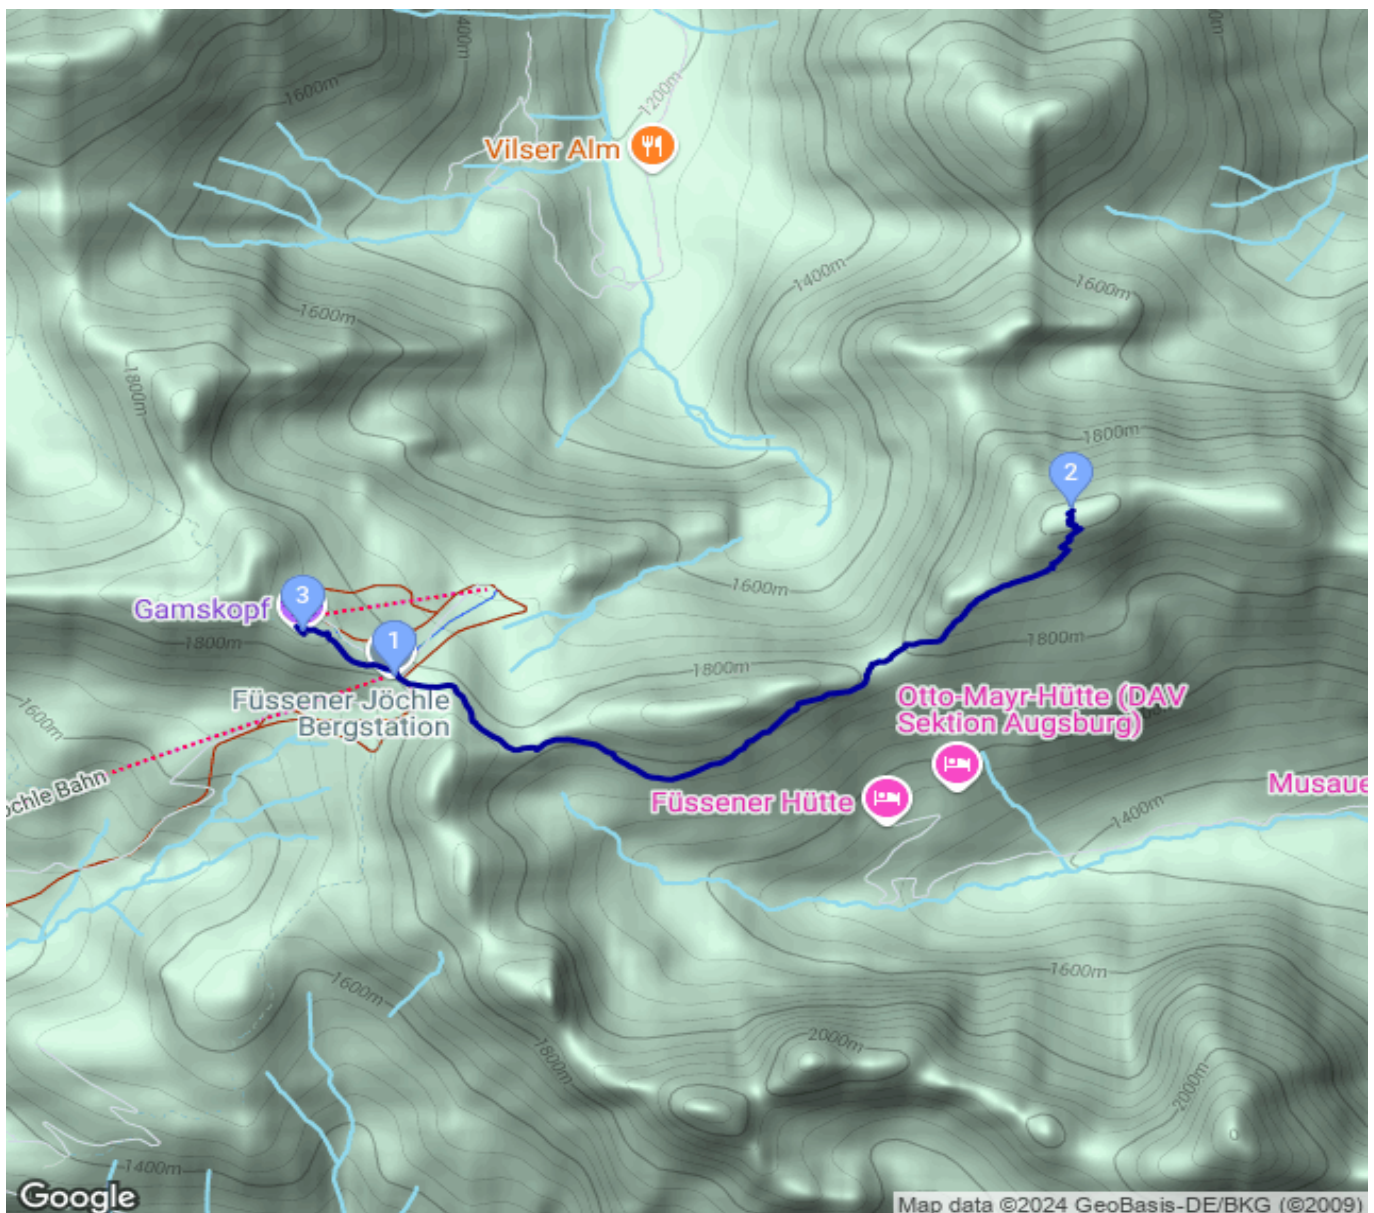 1400m
1600m
1200m
Vilser Alm
1400m
1600m
1600m
1800m
1800m
2
1600m
3
Gamskopf
1
1800m
1800m
1800m
Füssener Jöchle
Bergstation
Otto-Mayr-Hütte (DAV
Sektion Augsburg)
1600m
öchle Bahn
Füssener Hütte
Musaue
1400m
1600m
1600m
2000m
1800m
2000m
1400m
Google
Map data ©2024 GeoBasis-DE/BKG (©2009)